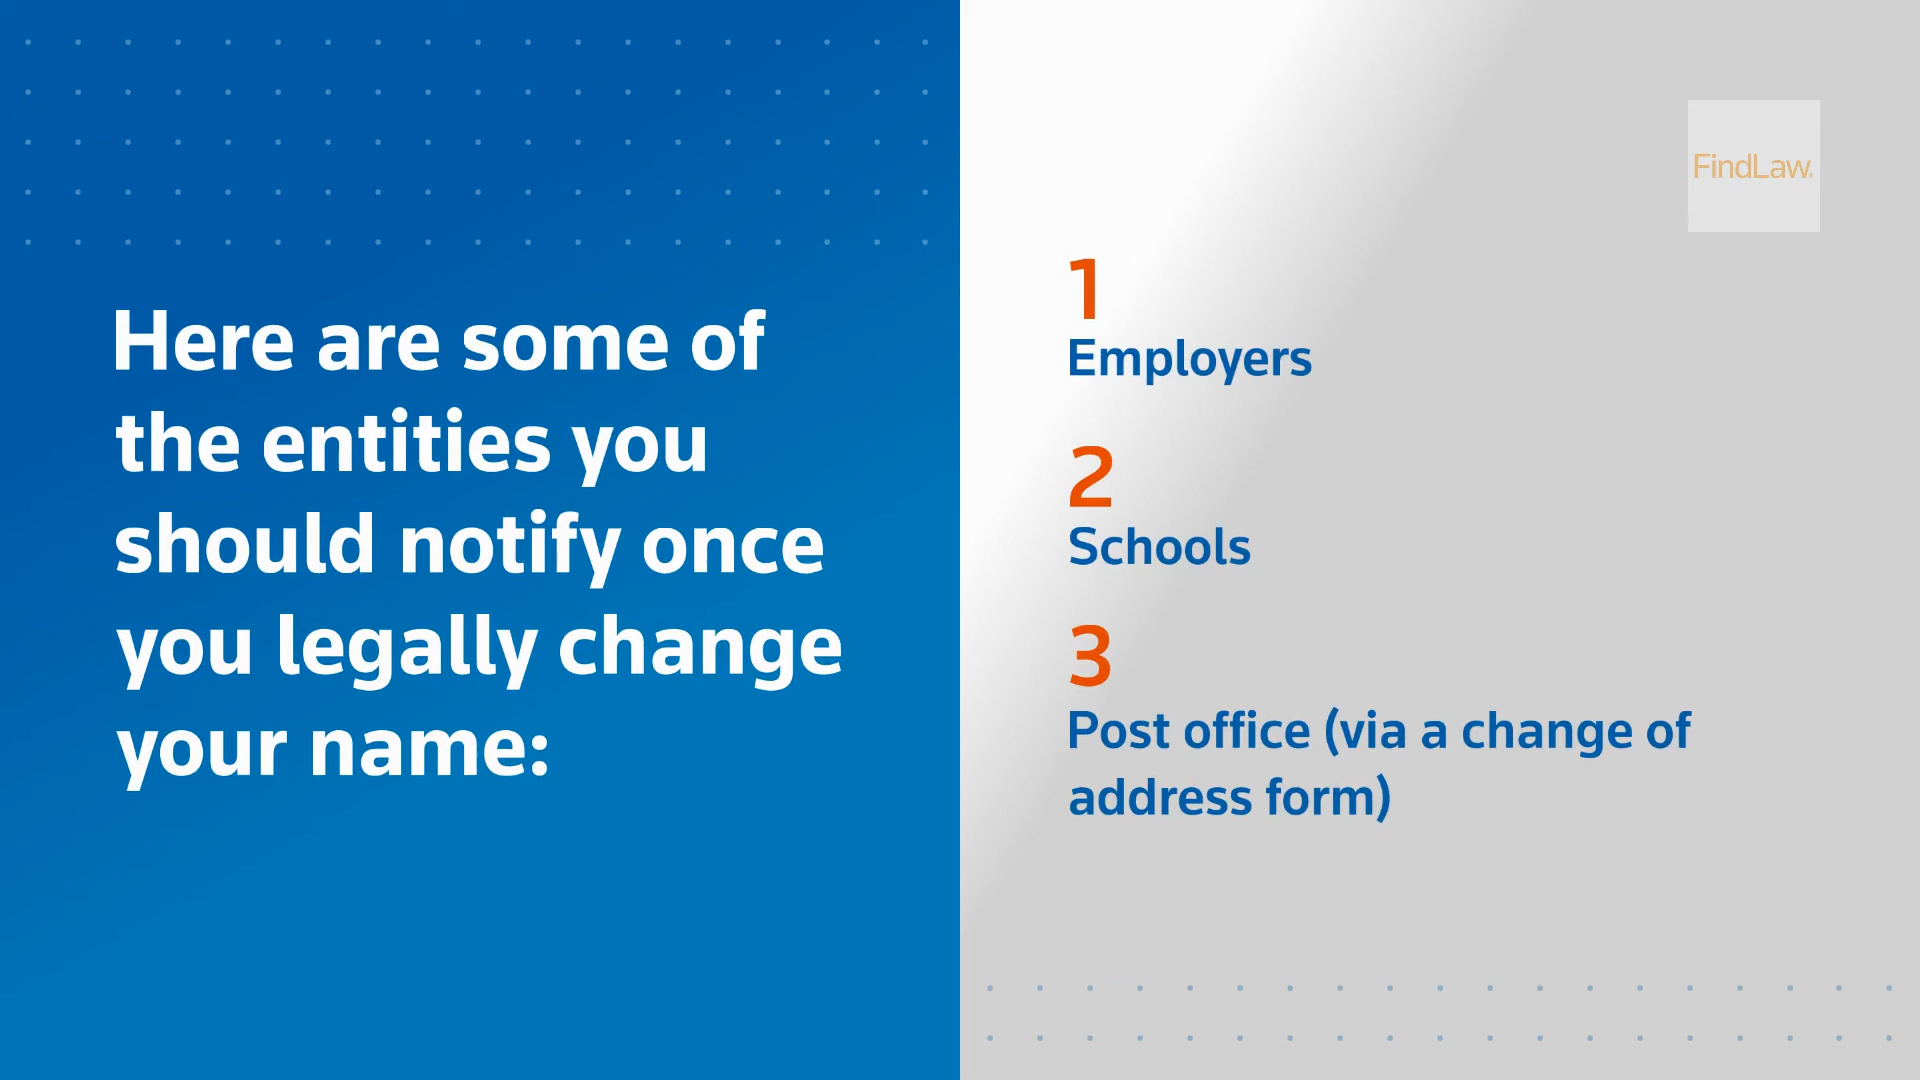 Here are some of
the entities you
should notify once
you legally change
your name:
FindLaw.
1
Employers
2
Schools
3
Post office (via a change of
address form)